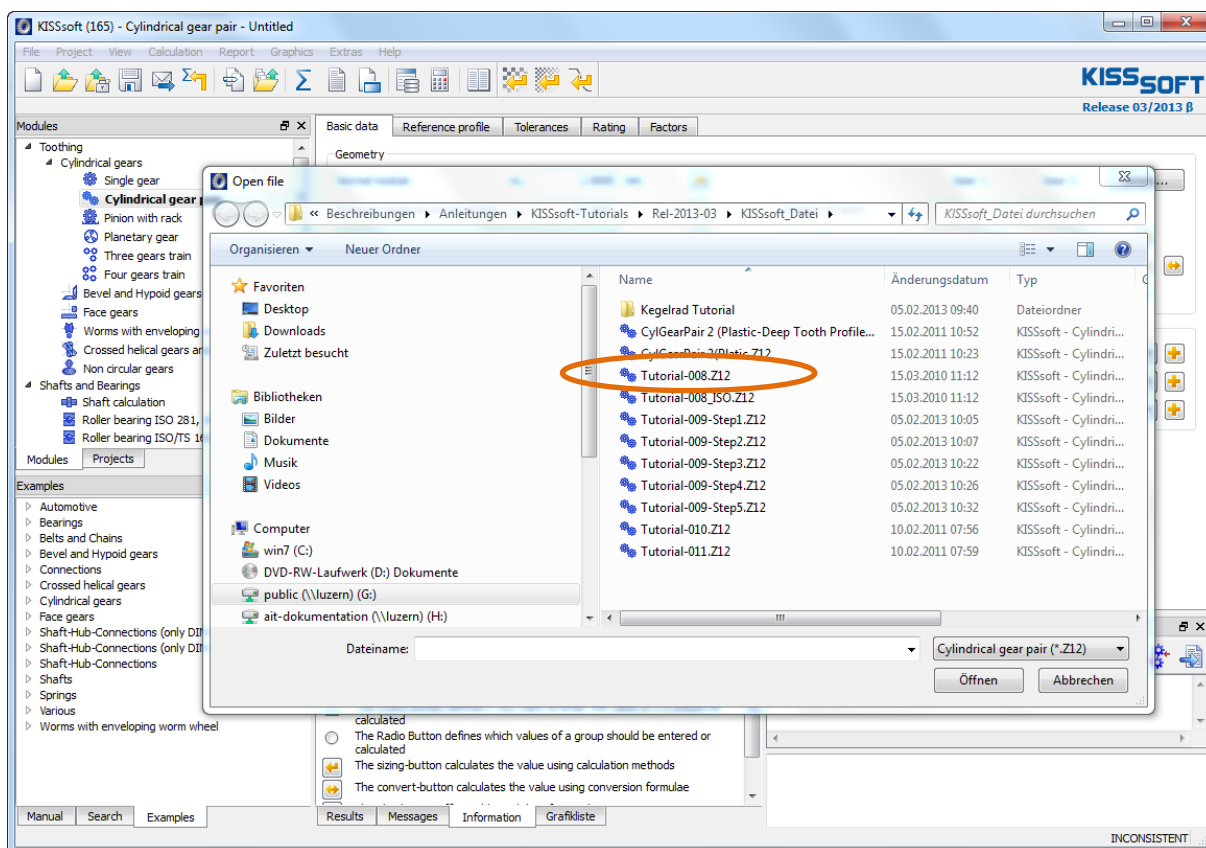 KISSsoft (165) - Cylindrical gear pair - Untitled
File Project View Calculation Report Graphics Extras Help
KISSSOFT
Release 03/2013 β
Modules
Toothing
Cylindrical gears
Single gear
Cylindrical gear
Pinion with rack
Planetary gear
Three gears train
Four gears train
Bevel and Hypoid gears
Face gears
Worms with enveloping
Crossed helical gears
Non circular gears
Shafts and Bearings
Shaft calculation
Roller bearing ISO 281,
Roller bearing ISO/TS
Modules Projects
Examples
Automotive
Bearings
Belts and Chains
Bevel and Hypoid gears
Connections
Crossed helical gears
Cylindrical gears
Face gears
Shaft-Hub-Connections (only
Shaft-Hub-Connections (only
Shaft-Hub-Connections
Shafts
Springs
Various
Worms with enveloping worm wheel
Manual Search Examples
Basic data Reference profile Tolerances Rating Factors
Geometry
Open file
« Beschreibungen Anleitungen KISSsoft-Tutorials Rel-2013-03 KISSsoft_Datei
KISSsoft_Datei durchsuchen
Organisieren Neuer Ordner
Favoriten
Desktop
Downloads
Zuletzt besucht
Bibliotheken
Bilder
Dokumente
Musik
Videos
Computer
win7 (C:)
DVD-RW-Laufwerk (D:) Dokumente
public (\\luzern) (G:)
ait-dokumentation (\\luzern) (H:)
Name Änderungsdatum Typ
Kegelrad Tutorial 05.02.2013 09:40 Dateiordner
CylGearPair 2 (Plastic-Deep Tooth Profile... 15.02.2011 10:52 KISSsoft - Cylindri...
CylGearPair 2(Platic.Z12 15.02.2011 10:23 KISSsoft - Cylindri...
Tutorial-008.Z12 15.03.2010 11:12 KISSsoft - Cylindri...
Tutorial-008_ISO.Z12 15.03.2010 11:12 KISSsoft - Cylindri...
Tutorial-009-Step1.Z12 05.02.2013 10:05 KISSsoft - Cylindri...
Tutorial-009-Step2.Z12 05.02.2013 10:07 KISSsoft - Cylindri...
Tutorial-009-Step3.Z12 05.02.2013 10:22 KISSsoft - Cylindri...
Tutorial-009-Step4.Z12 05.02.2013 10:26 KISSsoft - Cylindri...
Tutorial-009-Step5.Z12 05.02.2013 10:32 KISSsoft - Cylindri...
Tutorial-010.Z12 10.02.2011 07:56 KISSsoft - Cylindri...
Tutorial-011.Z12 10.02.2011 07:59 KISSsoft - Cylindri...
Dateiname:
Cylindrical gear pair (*.Z12)
Öffnen Abbrechen
calculated
The Radio Button defines which values of a group should be entered or
calculated
The sizing-button calculates the value using calculation methods
The convert-button calculates the value using conversion formulae
Results Messages Information Grafikliste
INCONSISTENT